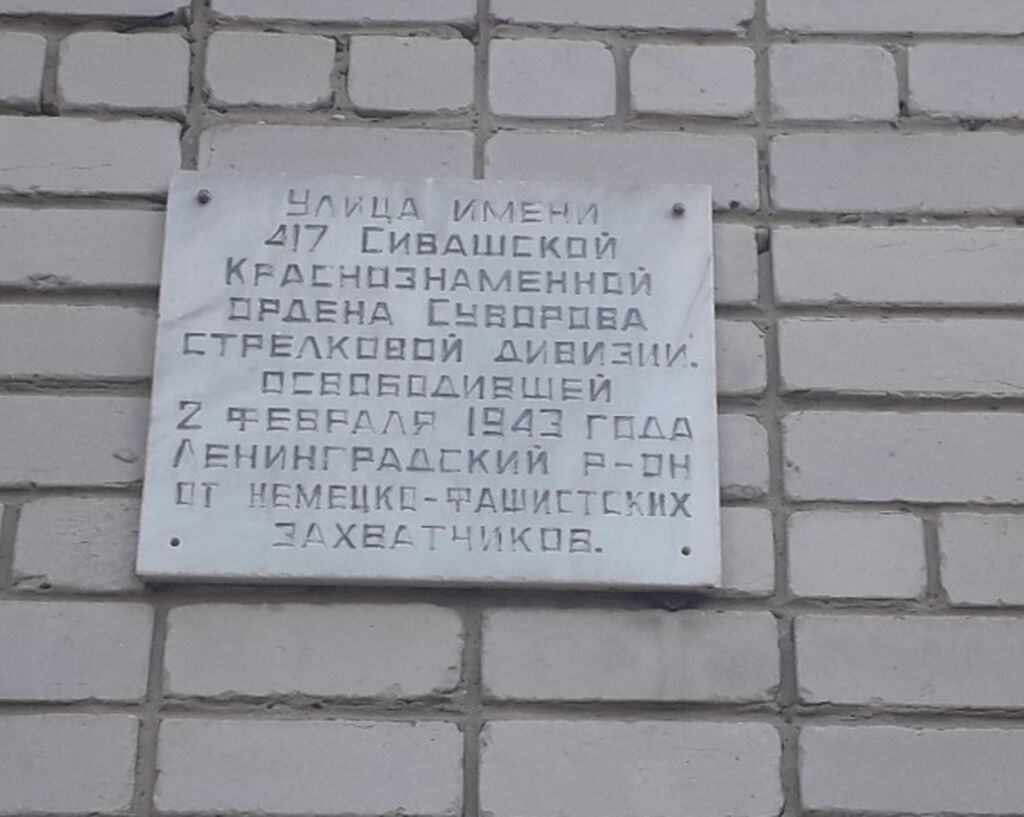 Улица имени
417 Сивашской
Краснознаменной
ордена Суворова
стрелковой дивизии,
освободившей
2 февраля 1943 года
Ленинградский р-он
от немецко-фашистских
захватчиков.